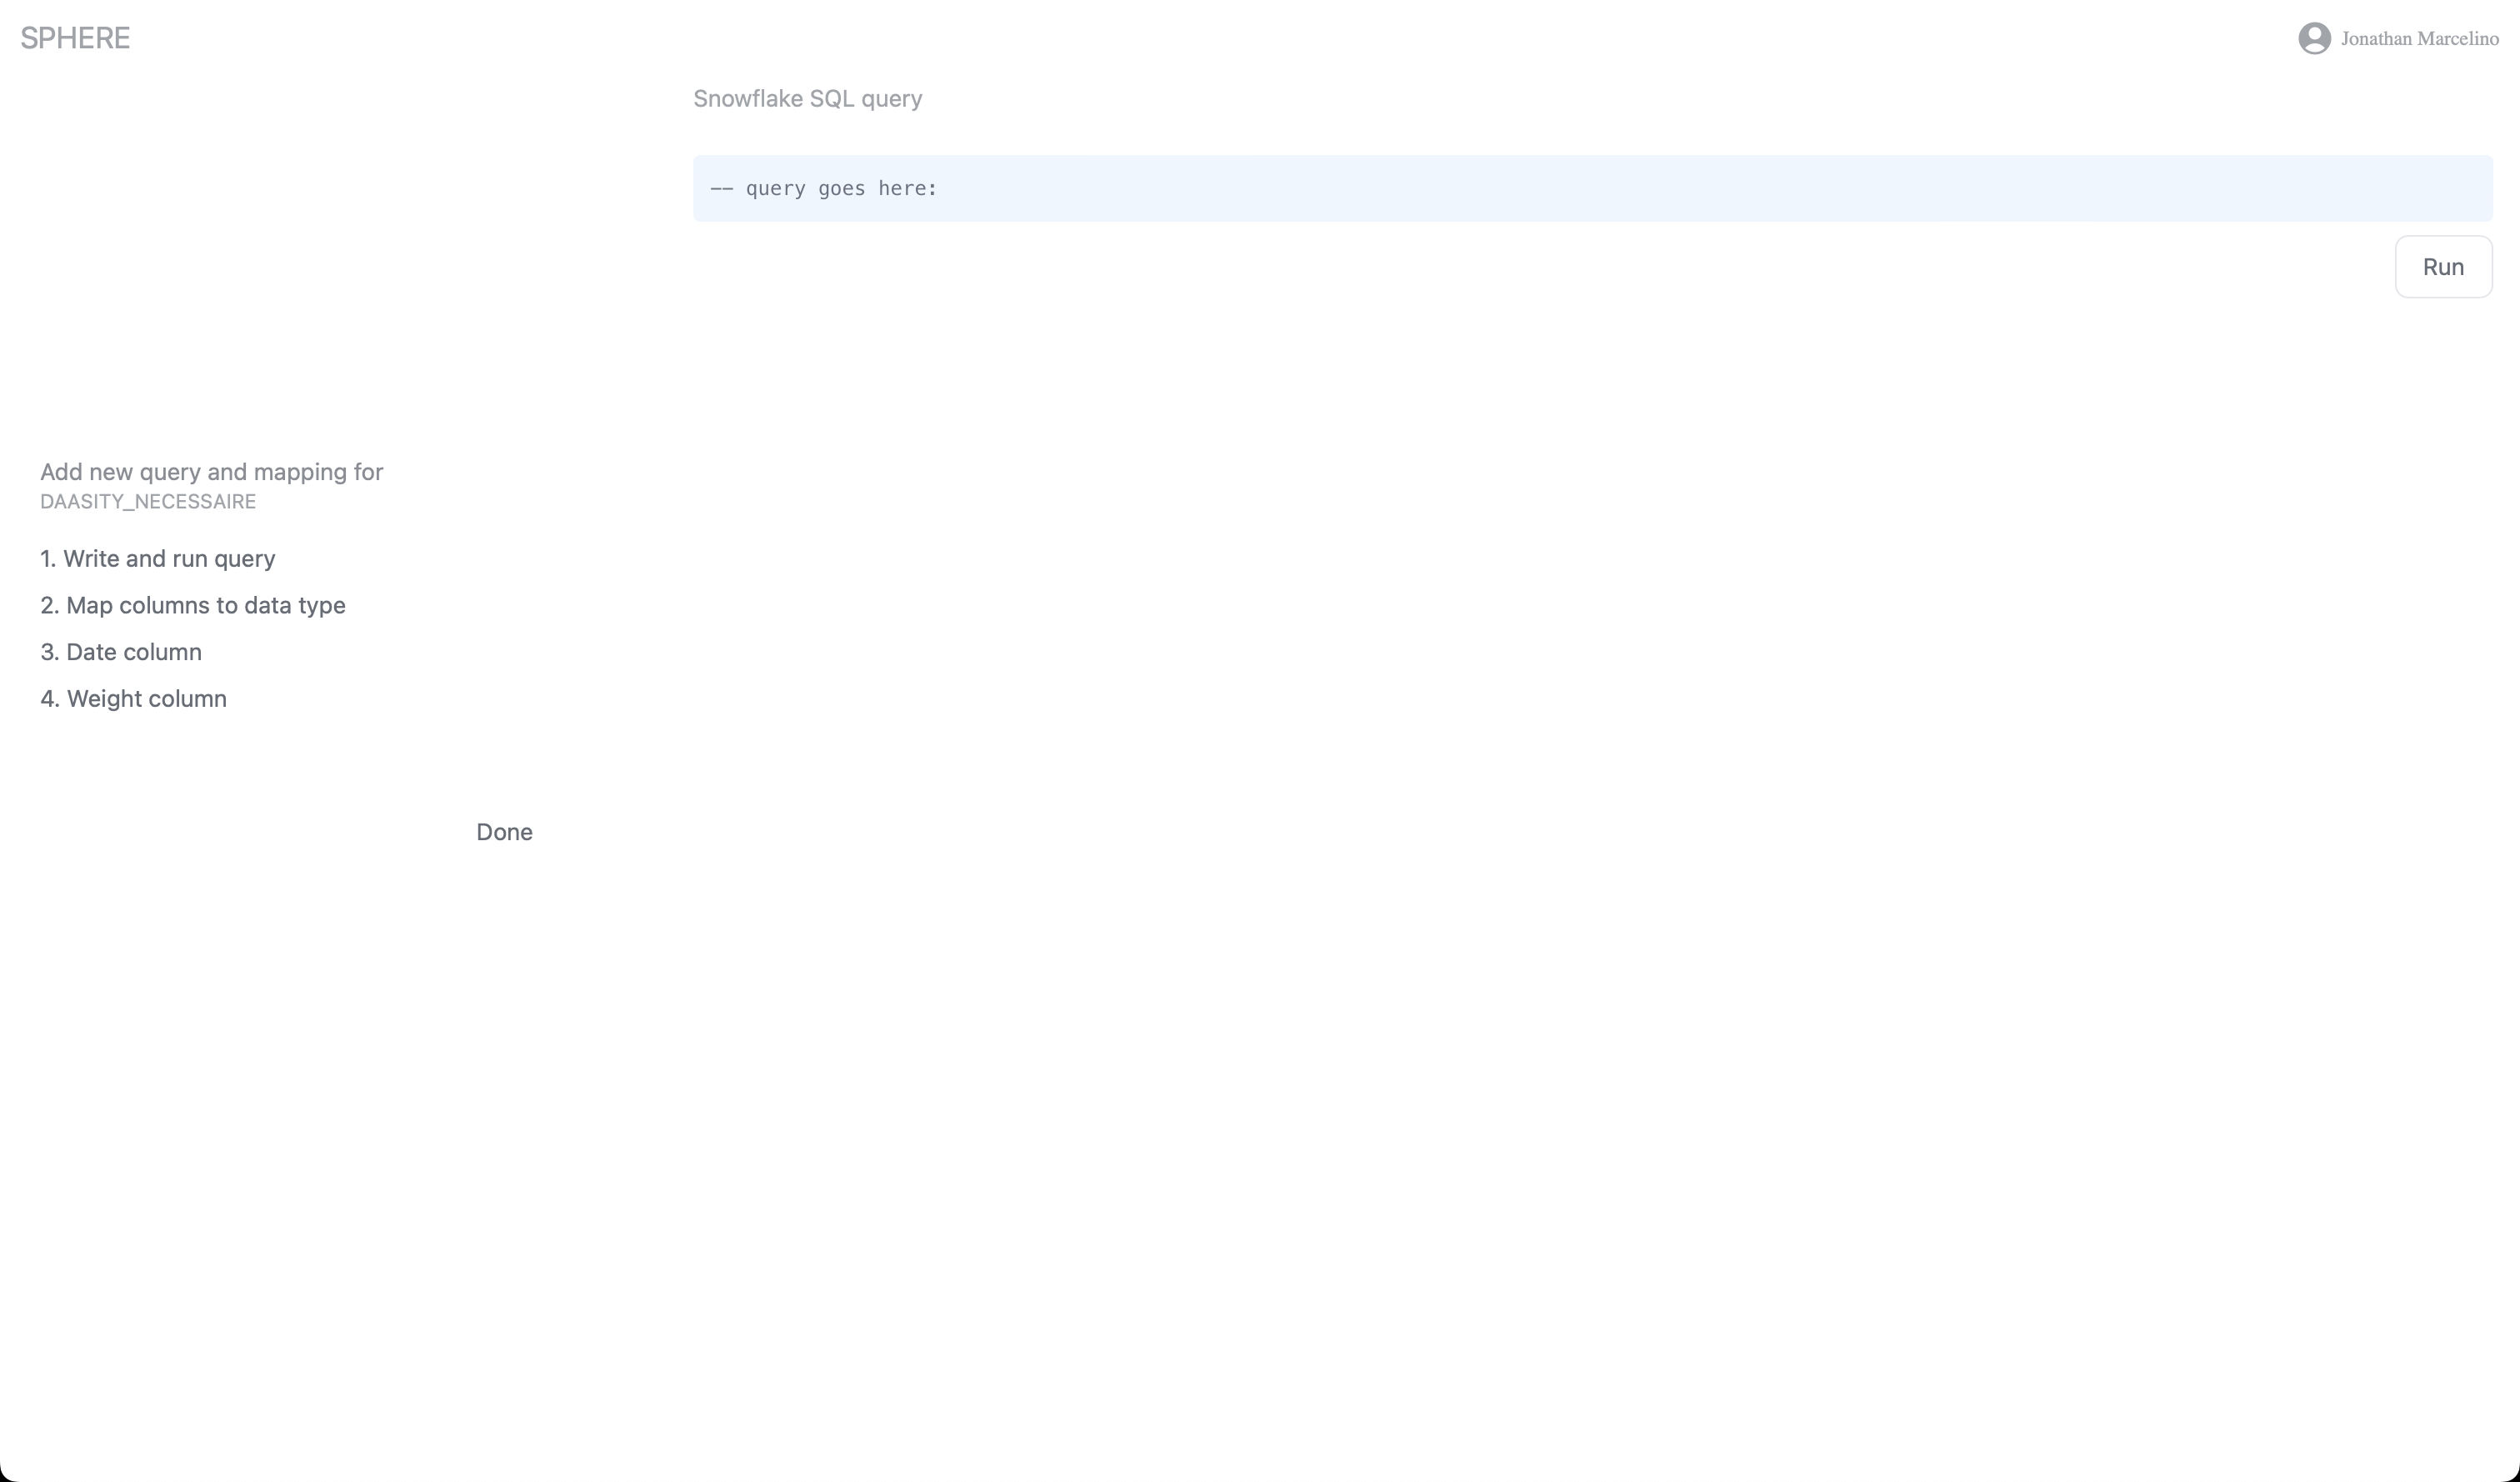 SPHERE
Jonathan Marcelino
Snowflake SQL query
-- query goes here:
Run
Add new query and mapping for
DAASITY_NECESSAIRE
1. Write and run query
2. Map columns to data type
3. Date column
4. Weight column
Done